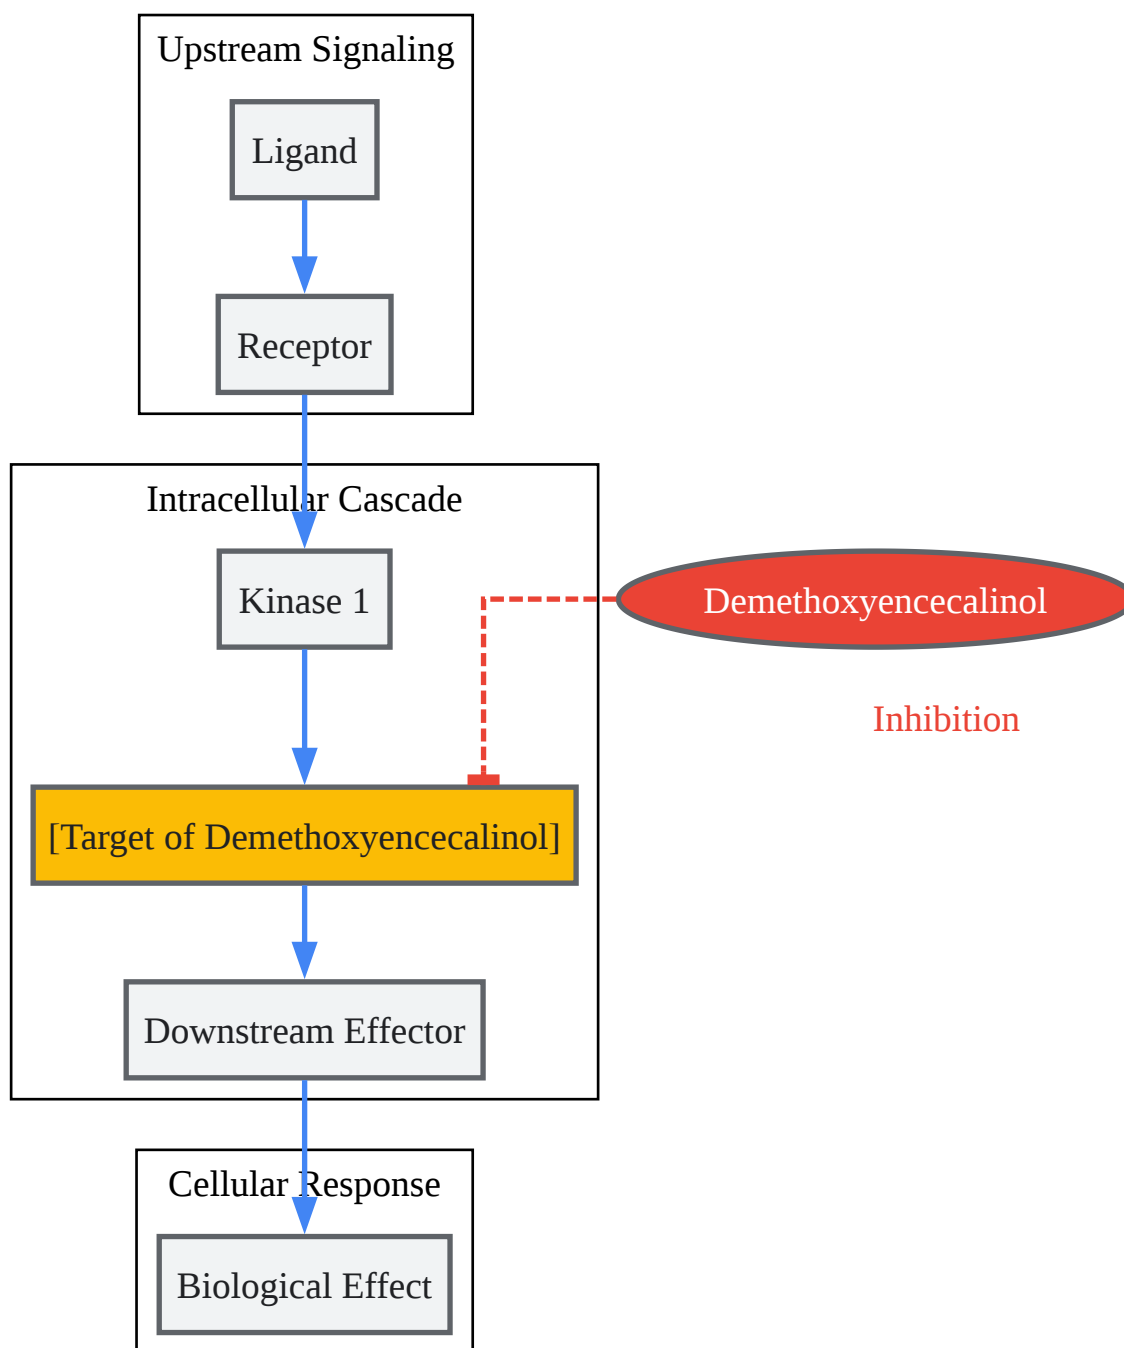 Upstream Signaling
Ligand
Receptor
Intracellular Cascade
Kinase 1
Demethoxyencecalinol
Inhibition
[Target of Demethoxyencecalinol]
Downstream Effector
Cellular Response
Biological Effect